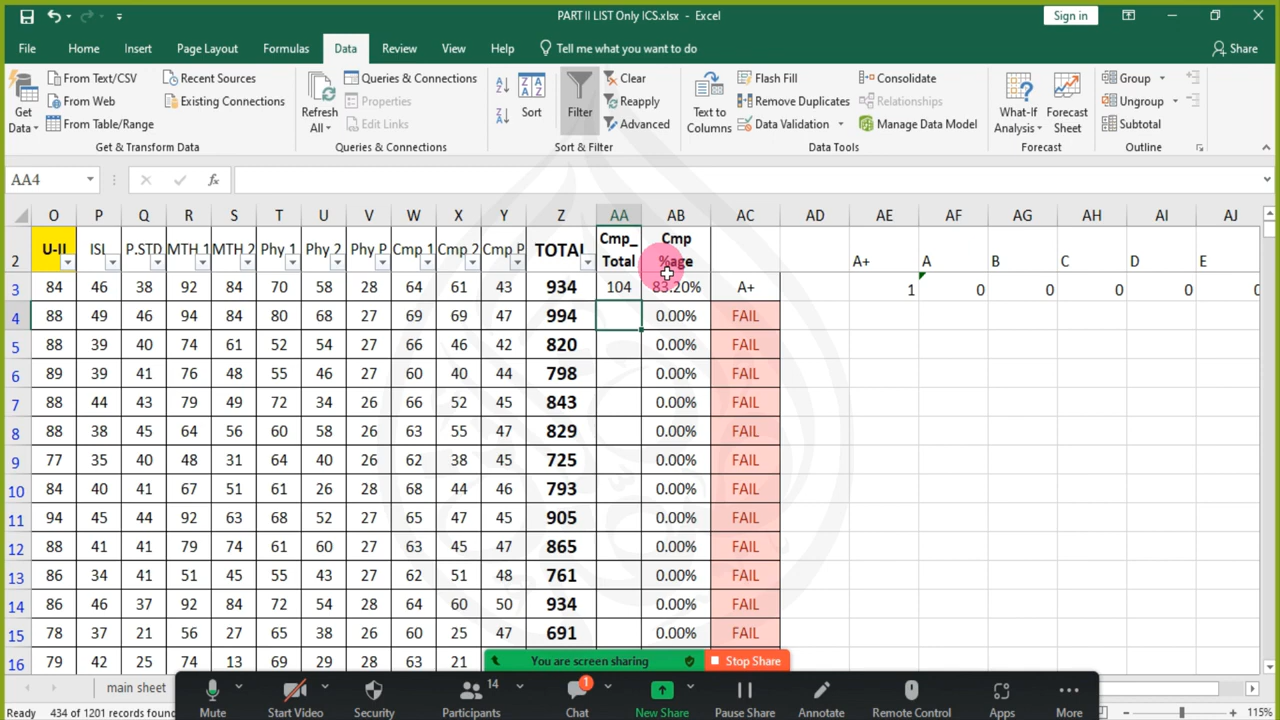 PART II LIST Only ICS.xlsx - Excel
Sign in
File Home Insert Page Layout Formulas Data Review View Help Tell me what you want to do Share
Get Data
From Text/CSV
From Web
From Table/Range
Recent Sources
Existing Connections
Get & Transform Data
Refresh All
Queries & Connections
Properties
Edit Links
Queries & Connections
Sort
Filter
Clear
Reapply
Advanced
Sort & Filter
Text to Columns
Flash Fill
Remove Duplicates
Data Validation
Consolidate
Relationships
Manage Data Model
Data Tools
What-If Analysis
Forecast Sheet
Forecast
Group
Ungroup
Subtotal
Outline
AA4
fx
O P Q R S T U V W X Y Z AA AB AC AD AE AF AG AH AI AJ
2 U-II ISL P.STD MTH 1 MTH 2 Phy 1 Phy 2 Phy P Cmp 1 Cmp 2 Cmp P TOTAL Cmp_ Total Cmp %age A+ A B C D E
3 84 46 38 92 84 70 58 28 64 61 43 934 104 83.20% A+ 1 0 0 0 0 0
4 88 49 46 94 84 80 68 27 69 69 47 994 0.00% FAIL
5 88 39 40 74 61 52 54 27 66 46 42 820 0.00% FAIL
6 89 39 41 76 48 55 46 27 60 40 44 798 0.00% FAIL
7 88 44 43 79 49 72 34 26 66 52 45 843 0.00% FAIL
8 88 38 45 64 56 60 58 26 63 55 47 829 0.00% FAIL
9 77 35 40 48 31 64 40 26 62 38 45 725 0.00% FAIL
10 84 40 41 67 51 61 26 28 68 44 46 793 0.00% FAIL
11 94 45 44 92 63 68 52 27 65 47 45 905 0.00% FAIL
12 88 41 41 79 74 61 60 27 63 45 47 865 0.00% FAIL
13 86 34 41 51 45 55 43 27 62 51 48 761 0.00% FAIL
14 86 46 37 92 84 72 54 28 64 60 50 934 0.00% FAIL
15 78 37 21 56 27 65 38 26 60 25 47 691 0.00% FAIL
16 79 42 25 74 13 69 29 28 63 21
You are screen sharing Stop Share
main sheet
Mute Start Video Security Participants 14 Chat 1 New Share Pause Share Annotate Remote Control Apps More
Ready 434 of 1201 records found
115%